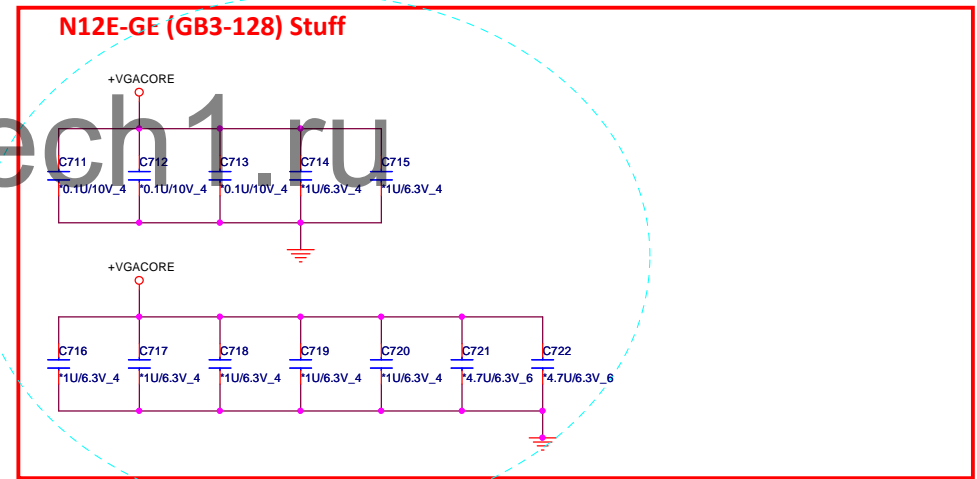 N12E-GE (GB3-128) Stuff
+VGACORE
ech1.ru
C711 C712 C713 C714 C715
*0.1U/10V_4 *0.1U/10V_4 *0.1U/10V_4 *1U/6.3V_4 *1U/6.3V_4
+VGACORE
C716 C717 C718 C719 C720 C721 C722
*1U/6.3V_4 *1U/6.3V_4 *1U/6.3V_4 *1U/6.3V_4 *1U/6.3V_4 *4.7U/6.3V_6 *4.7U/6.3V_6